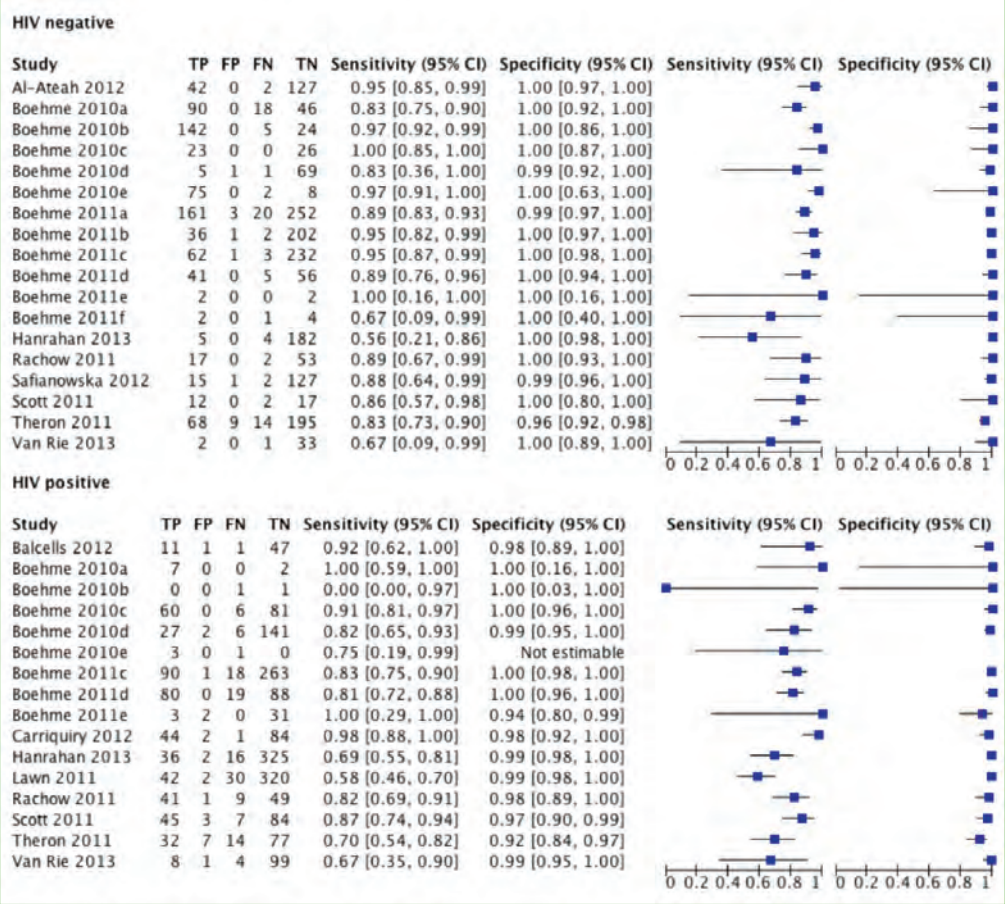 HIV negative
Study TP FP FN TN Sensitivity (95% CI) Specificity (95% CI) Sensitivity (95% CI) Specificity (95% CI)
Al-Ateah 2012 42 0 2 127 0.95 [0.85, 0.99] 1.00 [0.97, 1.00]
Boehme 2010a 90 0 18 46 0.83 [0.75, 0.90] 1.00 [0.92, 1.00]
Boehme 2010b 142 0 5 24 0.97 [0.92, 0.99] 1.00 [0.86, 1.00]
Boehme 2010c 23 0 0 26 1.00 [0.85, 1.00] 1.00 [0.87, 1.00]
Boehme 2010d 5 1 1 69 0.83 [0.36, 1.00] 0.99 [0.92, 1.00]
Boehme 2010e 75 0 2 8 0.97 [0.91, 1.00] 1.00 [0.63, 1.00]
Boehme 2011a 161 3 20 252 0.89 [0.83, 0.93] 0.99 [0.97, 1.00]
Boehme 2011b 36 1 2 202 0.95 [0.82, 0.99] 1.00 [0.97, 1.00]
Boehme 2011c 62 1 3 232 0.95 [0.87, 0.99] 1.00 [0.98, 1.00]
Boehme 2011d 41 0 5 56 0.89 [0.76, 0.96] 1.00 [0.94, 1.00]
Boehme 2011e 2 0 0 2 1.00 [0.16, 1.00] 1.00 [0.16, 1.00]
Boehme 2011f 2 0 1 4 0.67 [0.09, 0.99] 1.00 [0.40, 1.00]
Hanrahan 2013 5 0 4 182 0.56 [0.21, 0.86] 1.00 [0.98, 1.00]
Rachow 2011 17 0 2 53 0.89 [0.67, 0.99] 1.00 [0.93, 1.00]
Safianowska 2012 15 1 2 127 0.88 [0.64, 0.99] 0.99 [0.96, 1.00]
Scott 2011 12 0 2 17 0.86 [0.57, 0.98] 1.00 [0.80, 1.00]
Theron 2011 68 9 14 195 0.83 [0.73, 0.90] 0.96 [0.92, 0.98]
Van Rie 2013 2 0 1 33 0.67 [0.09, 0.99] 1.00 [0.89, 1.00]
0 0.2 0.4 0.6 0.8 1 0 0.2 0.4 0.6 0.8 1
HIV positive
Study TP FP FN TN Sensitivity (95% CI) Specificity (95% CI) Sensitivity (95% CI) Specificity (95% CI)
Balcells 2012 11 1 1 47 0.92 [0.62, 1.00] 0.98 [0.89, 1.00]
Boehme 2010a 7 0 0 2 1.00 [0.59, 1.00] 1.00 [0.16, 1.00]
Boehme 2010b 0 0 1 1 0.00 [0.00, 0.97] 1.00 [0.03, 1.00]
Boehme 2010c 60 0 6 81 0.91 [0.81, 0.97] 1.00 [0.96, 1.00]
Boehme 2010d 27 2 6 141 0.82 [0.65, 0.93] 0.99 [0.95, 1.00]
Boehme 2010e 3 0 1 0 0.75 [0.19, 0.99] Not estimable
Boehme 2011c 90 1 18 263 0.83 [0.75, 0.90] 1.00 [0.98, 1.00]
Boehme 2011d 80 0 19 88 0.81 [0.72, 0.88] 1.00 [0.96, 1.00]
Boehme 2011e 3 2 0 31 1.00 [0.29, 1.00] 0.94 [0.80, 0.99]
Carriquiry 2012 44 2 1 84 0.98 [0.88, 1.00] 0.98 [0.92, 1.00]
Hanrahan 2013 36 2 16 325 0.69 [0.55, 0.81] 0.99 [0.98, 1.00]
Lawn 2011 42 2 30 320 0.58 [0.46, 0.70] 0.99 [0.98, 1.00]
Rachow 2011 41 1 9 49 0.82 [0.69, 0.91] 0.98 [0.89, 1.00]
Scott 2011 45 3 7 84 0.87 [0.74, 0.94] 0.97 [0.90, 0.99]
Theron 2011 32 7 14 77 0.70 [0.54, 0.82] 0.92 [0.84, 0.97]
Van Rie 2013 8 1 4 99 0.67 [0.35, 0.90] 0.99 [0.95, 1.00]
0 0.2 0.4 0.6 0.8 1 0 0.2 0.4 0.6 0.8 1